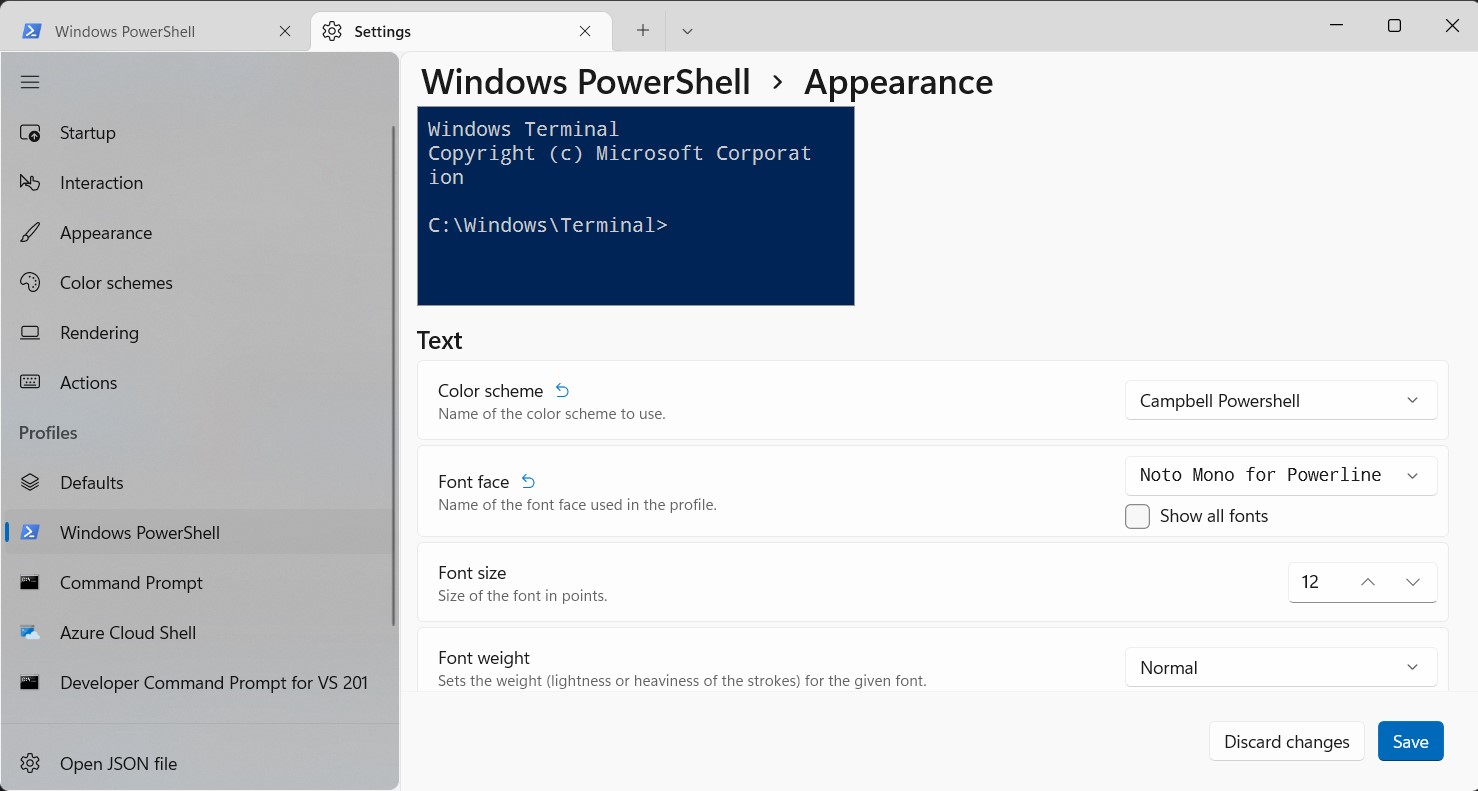 Windows PowerShell
Settings
Startup
Interaction
Appearance
Color schemes
Rendering
Actions
Profiles
Defaults
Windows PowerShell
Command Prompt
Azure Cloud Shell
Developer Command Prompt for VS 201
Open JSON file
Windows PowerShell › Appearance
Windows Terminal
Copyright (c) Microsoft Corporat
ion
C:\Windows\Terminal>
Text
Color scheme
Name of the color scheme to use.
Campbell Powershell
Font face
Name of the font face used in the profile.
Noto Mono for Powerline
Show all fonts
Font size
Size of the font in points.
12
Font weight
Sets the weight (lightness or heaviness of the strokes) for the given font.
Normal
Discard changes
Save